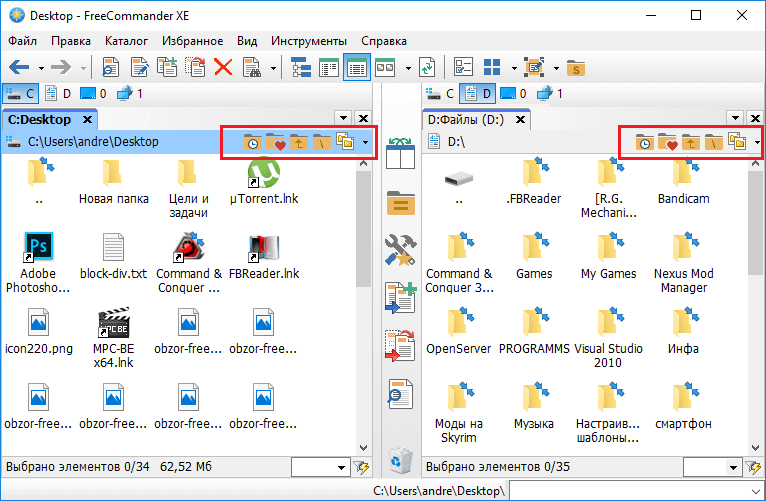 Desktop - FreeCommander XE
Файл Правка Каталог Избранное Вид Инструменты Справка
S
C D 0 1
C D 0 1
C:Desktop
D:Файлы (D:)
C:\Users\andre\Desktop \
D:\ \
..
Новая папка
Цели и
задачи
µTorrent.lnk
..
.FBReader
[R.G.
Mechani...
Bandicam
Ps
Adobe
Photosho...
block-div.txt
Command &
Conquer ...
FBReader.lnk
Command &
Conquer 3...
Games
My Games
Nexus Mod
Manager
icon220.png
MPC-BE
MPC-BE
x64.lnk
obzor-free...
obzor-free...
OpenServer
PROGRAMMS
Visual Studio
2010
Инфа
obzor-free...
obzor-free...
obzor-free...
obzor-free...
Моды на
Skyrim
Музыка
Настраив...
шаблоны...
смартфон
Выбрано элементов 0/34 62,52 Мб
Выбрано элементов 0/35
C:\Users\andre\Desktop\